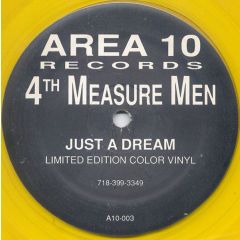 AREA 10
RECORDS
4TH MEASURE MEN
JUST A DREAM
LIMITED EDITION COLOR VINYL
718-399-3349
A10-003